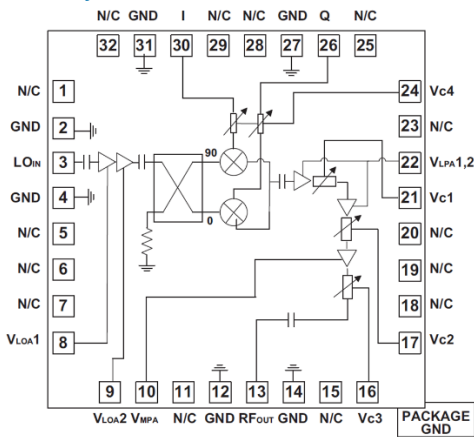 N/C GND I N/C N/C GND Q N/C
32 31 30 29 28 27 26 25
N/C 1
24 Vc4
GND 2
23 N/C
90
LOIN 3
22 VLPA1,2
GND 4
21 Vc1
0
N/C 5
20 N/C
N/C 6
19 N/C
N/C 7
18 N/C
VLOA1 8
17 Vc2
9 10 11 12 13 14 15 16
VLOA2 VMPA N/C GND RFOUT GND N/C Vc3
PACKAGE
GND